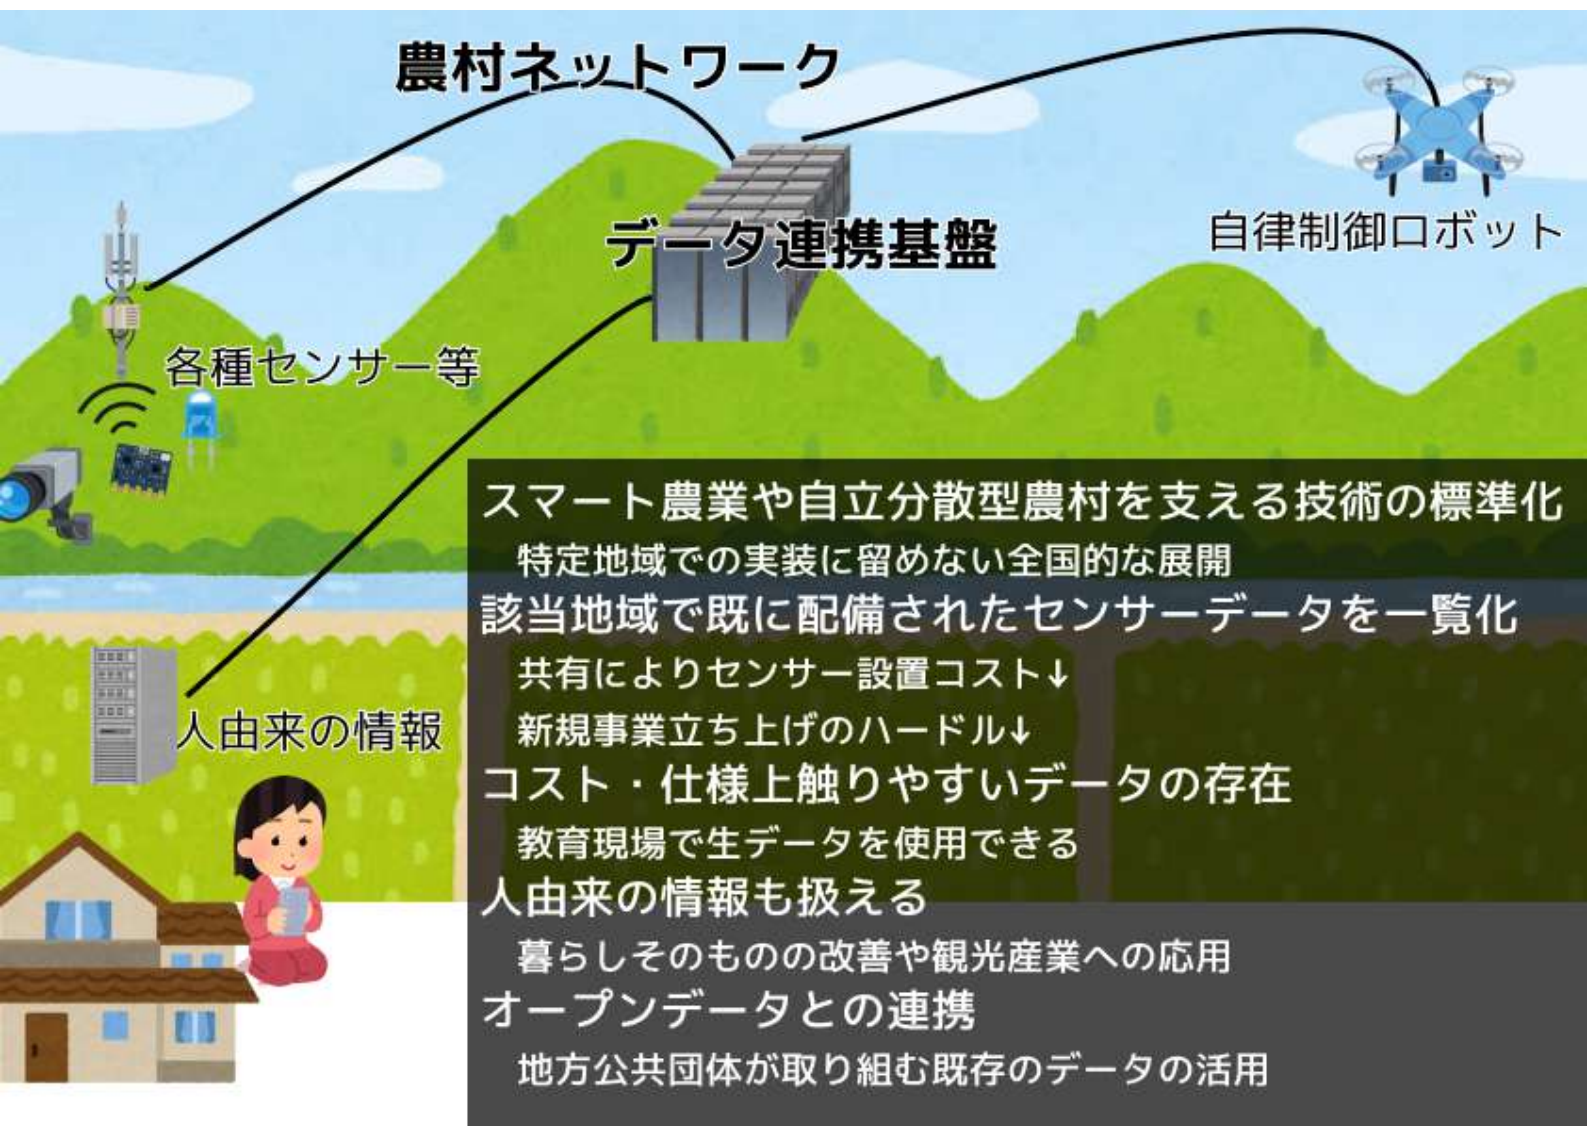 農村ネットワーク
データ連携基盤
自律制御ロボット
各種センサー等
人由来の情報
スマート農業や自立分散型農村を支える技術の標準化
特定地域での実装に留めない全国的な展開
該当地域で既に配備されたセンサーデータを一覧化
共有によりセンサー設置コスト↓
新規事業立ち上げのハードル↓
コスト・仕様上触りやすいデータの存在
教育現場で生データを使用できる
人由来の情報も扱える
暮らしそのものの改善や観光産業への応用
オープンデータとの連携
地方公共団体が取り組む既存のデータの活用